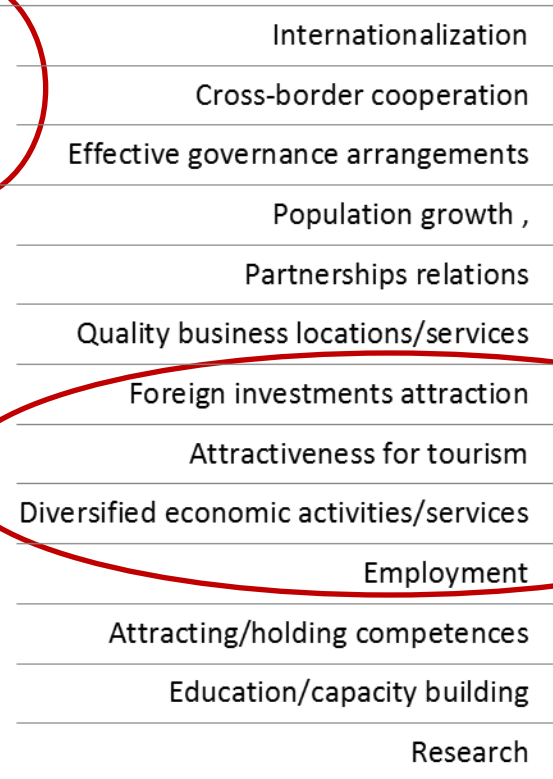 Internationalization
Cross-border cooperation
Effective governance arrangements
Population growth ,
Partnerships relations
Quality business locations/services
Foreign investments attraction
Attractiveness for tourism
Diversified economic activities/services
Employment
Attracting/holding competences
Education/capacity building
Research